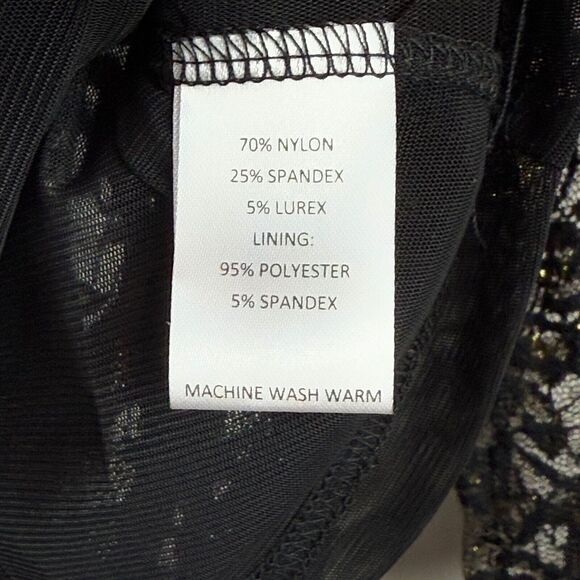 70% NYLON
25% SPANDEX
5% LUREX
LINING:
95% POLYESTER
5% SPANDEX
MACHINE WASH WARM